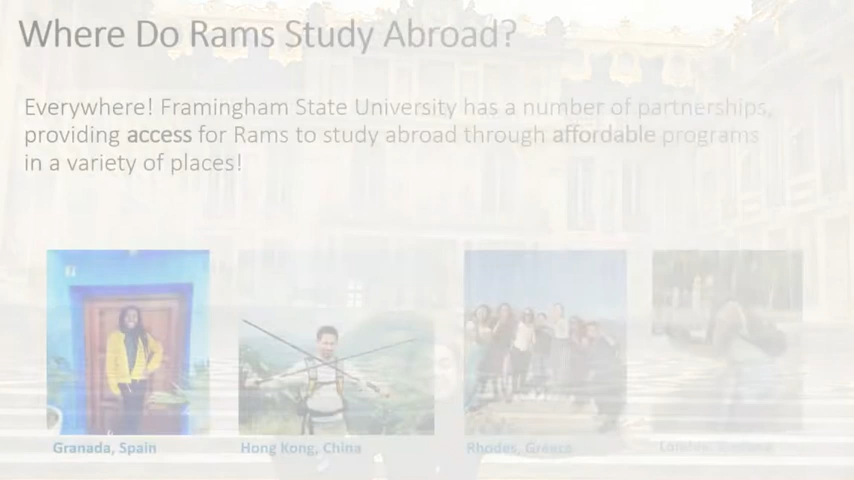 Where Do Rams Study Abroad?
Everywhere! Framingham State University has a number of partnerships,
providing access for Rams to study abroad through affordable programs
in a variety of places!
Granada, Spain
Hong Kong, China
Rhodes, Greece
London,